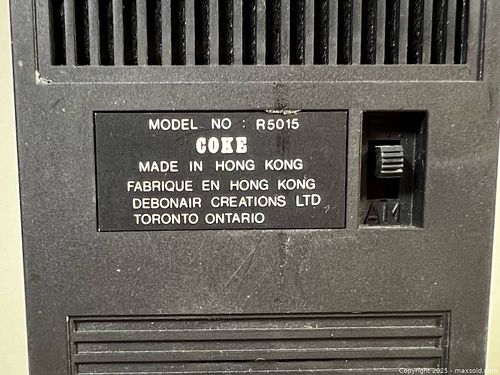 MODEL NO : R5015
COKE
MADE IN HONG KONG
FABRIQUE EN HONG KONG
DEBONAIR CREATIONS LTD
TORONTO ONTARIO
AM
Copyright 2025 - maxsold.com